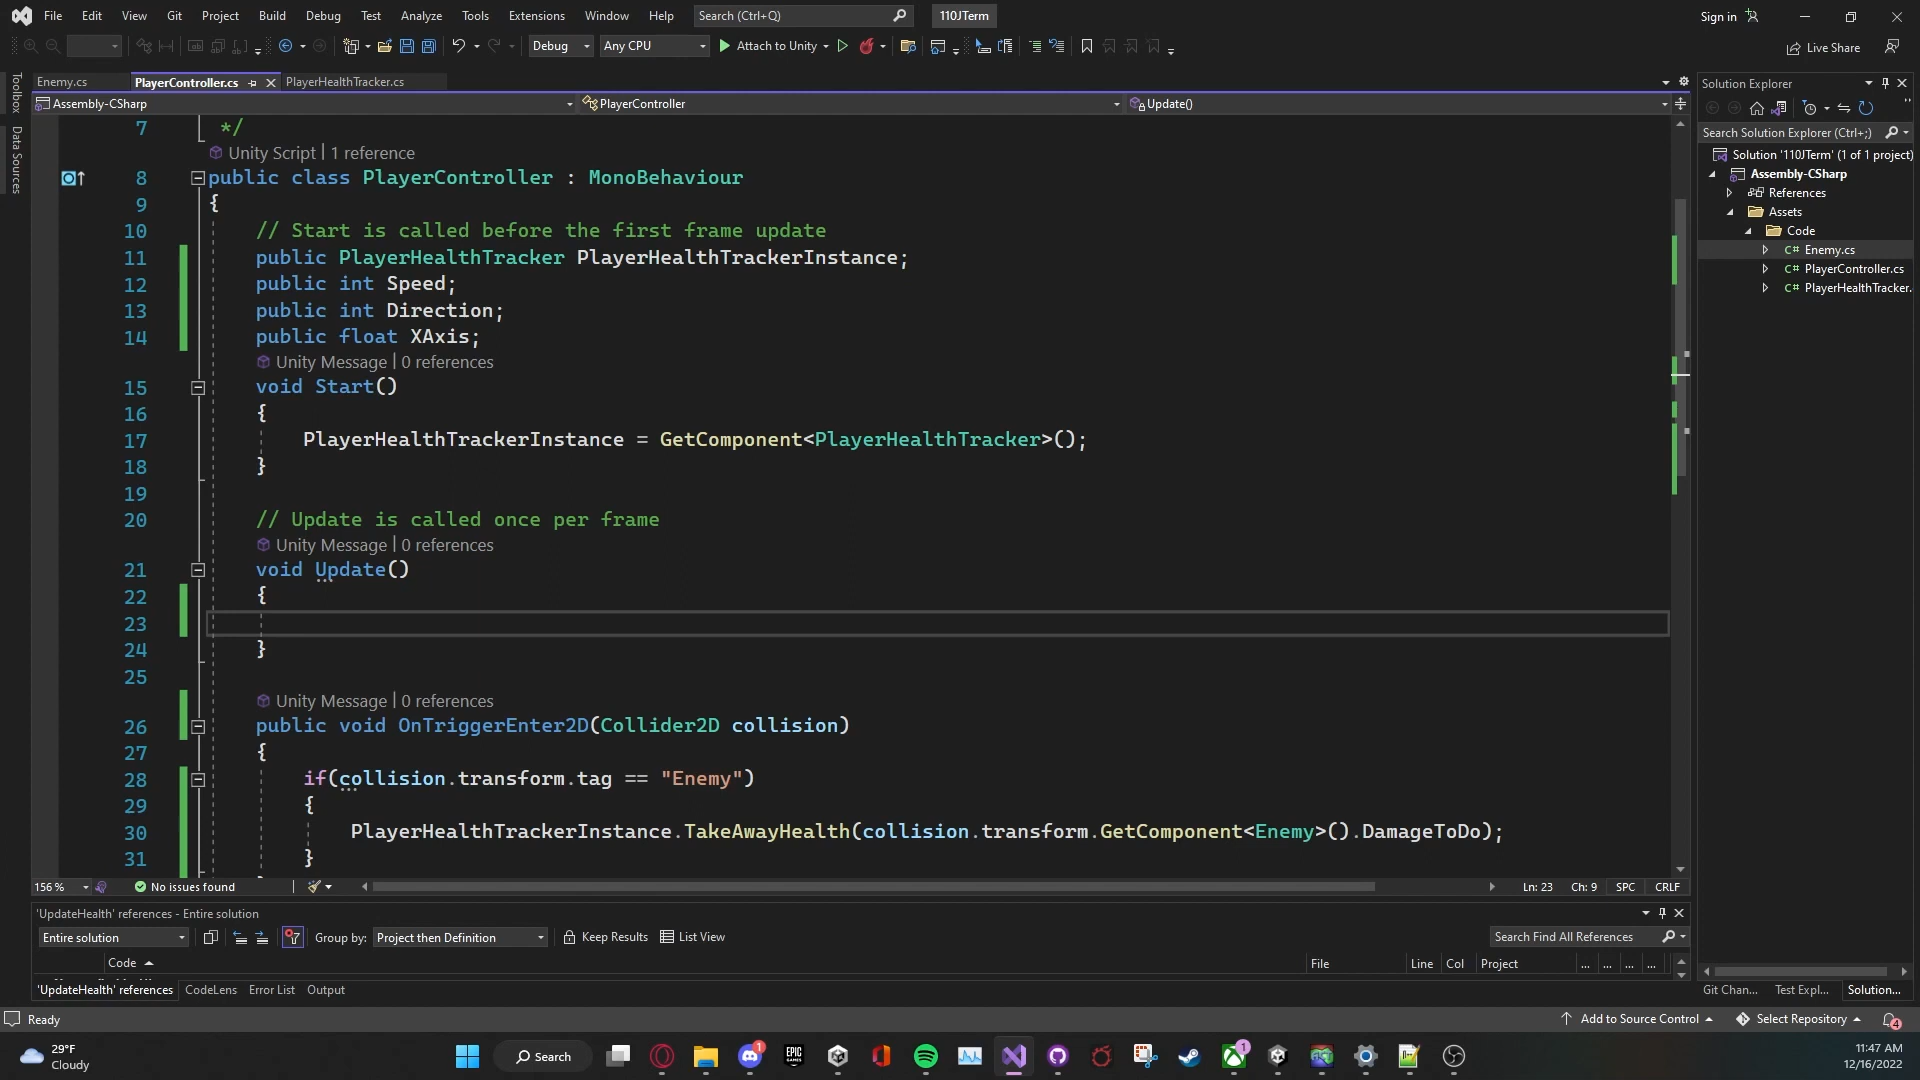 File Edit View Git Project Build Debug Test Analyze Tools Extensions Window Help Search (Ctrl+Q) 110JTerm Sign in
Debug Any CPU Attach to Unity Live Share
Enemy.cs PlayerController.cs PlayerHealthTracker.cs
Assembly-CSharp PlayerController Update()
Toolbox
Data Sources
7 */
Unity Script | 1 reference
8 public class PlayerController : MonoBehaviour
9 {
10 // Start is called before the first frame update
11 public PlayerHealthTracker PlayerHealthTrackerInstance;
12 public int Speed;
13 public int Direction;
14 public float XAxis;
Unity Message | 0 references
15 void Start()
16 {
17 PlayerHealthTrackerInstance = GetComponent<PlayerHealthTracker>();
18 }
19
20 // Update is called once per frame
Unity Message | 0 references
21 void Update()
22 {
23
24 }
25
Unity Message | 0 references
26 public void OnTriggerEnter2D(Collider2D collision)
27 {
28 if(collision.transform.tag == "Enemy")
29 {
30 PlayerHealthTrackerInstance.TakeAwayHealth(collision.transform.GetComponent<Enemy>().DamageToDo);
31 }
156 % No issues found Ln: 23 Ch: 9 SPC CRLF
'UpdateHealth' references - Entire solution
Entire solution Group by: Project then Definition Keep Results List View Search Find All References
Code File Line Col Project ... ... ... ...
'UpdateHealth' references CodeLens Error List Output
Solution Explorer
Search Solution Explorer (Ctrl+;)
Solution '110JTerm' (1 of 1 project)
Assembly-CSharp
References
Assets
Code
C# Enemy.cs
C# PlayerController.cs
C# PlayerHealthTracker.
Git Chan... Test Expl... Solution...
Ready Add to Source Control Select Repository 4
29°F
Cloudy
Search
1
EPIC GAMES
1
11:47 AM
12/16/2022